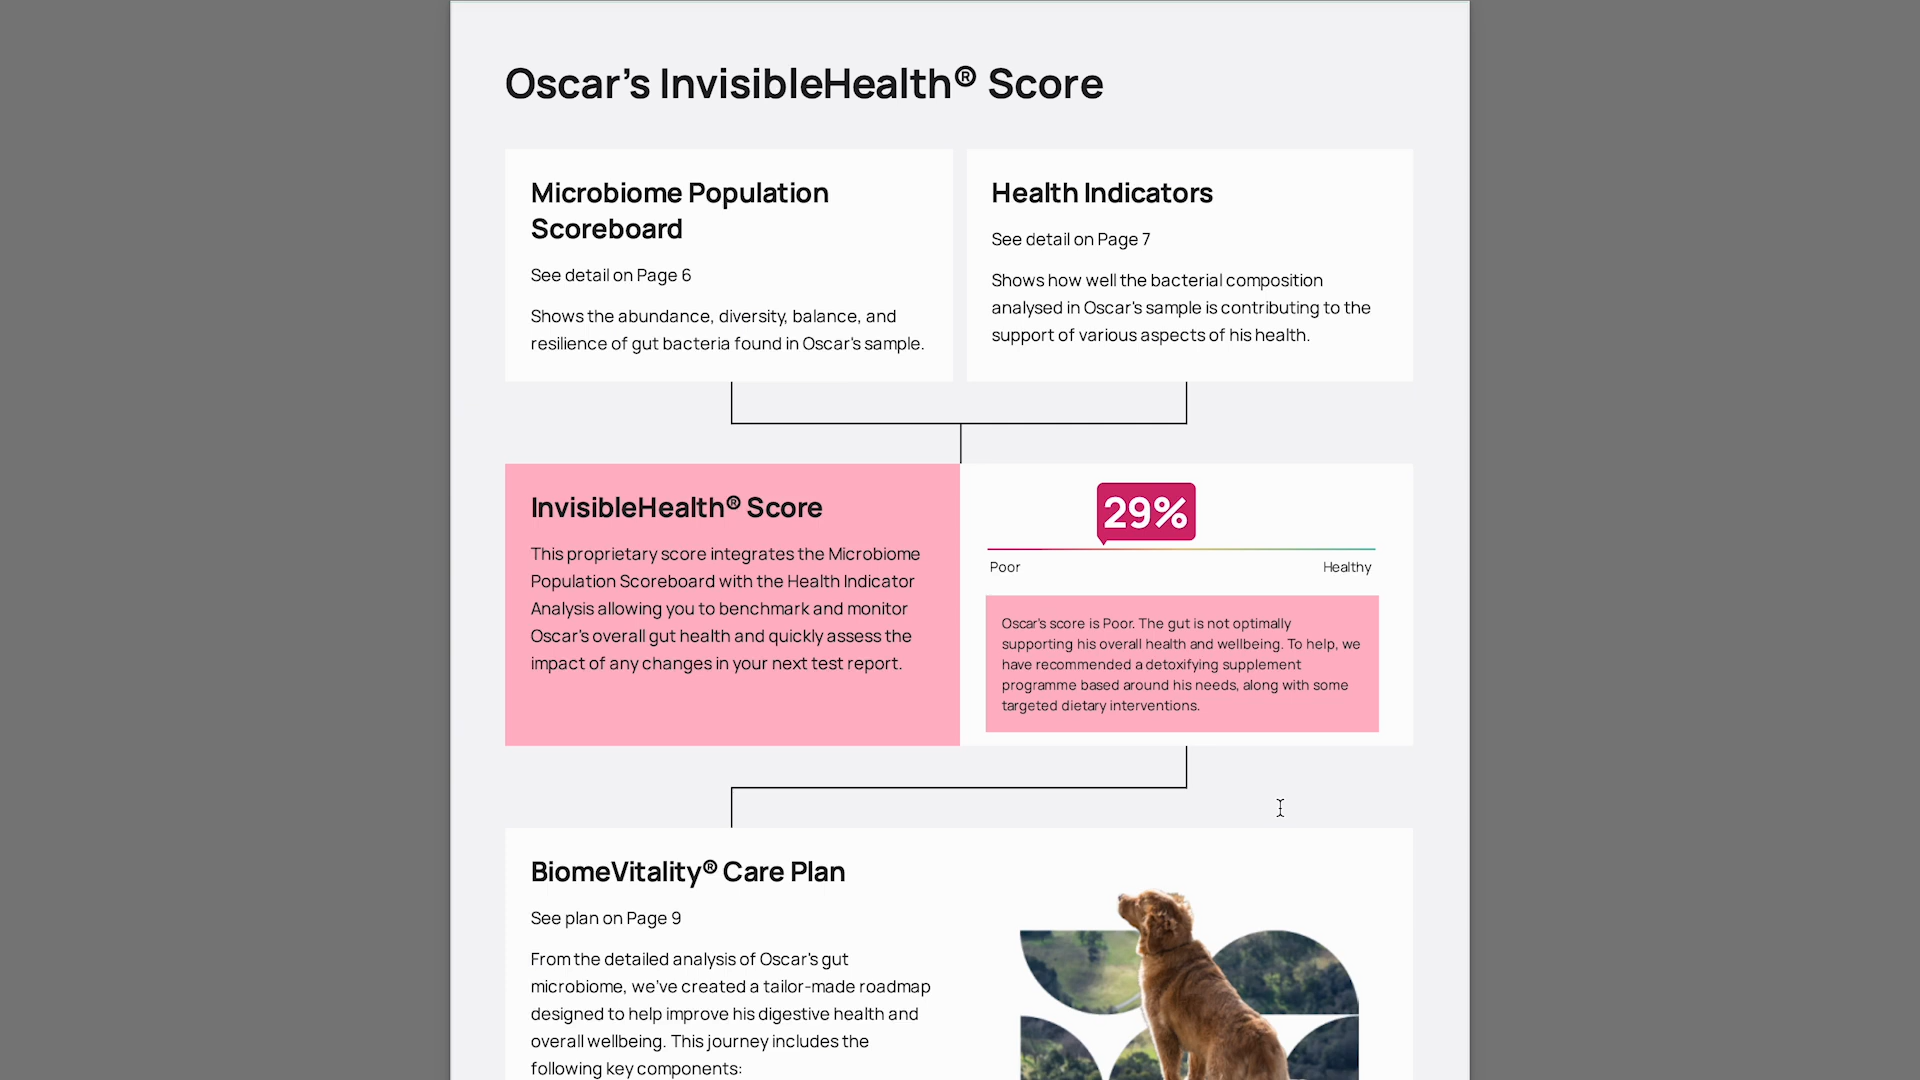 Oscar's InvisibleHealth® Score
Microbiome Population
Scoreboard
See detail on Page 6
Shows the abundance, diversity, balance, and
resilience of gut bacteria found in Oscar's sample.
Health Indicators
See detail on Page 7
Shows how well the bacterial composition
analysed in Oscar's sample is contributing to the
support of various aspects of his health.
InvisibleHealth® Score
This proprietary score integrates the Microbiome
Population Scoreboard with the Health Indicator
Analysis allowing you to benchmark and monitor
Oscar's overall gut health and quickly assess the
impact of any changes in your next test report.
29%
Poor
Healthy
Oscar's score is Poor. The gut is not optimally
supporting his overall health and wellbeing. To help, we
have recommended a detoxifying supplement
programme based around his needs, along with some
targeted dietary interventions.
BiomeVitality® Care Plan
See plan on Page 9
From the detailed analysis of Oscar's gut
microbiome, we've created a tailor-made roadmap
designed to help improve his digestive health and
overall wellbeing. This journey includes the
following key components: